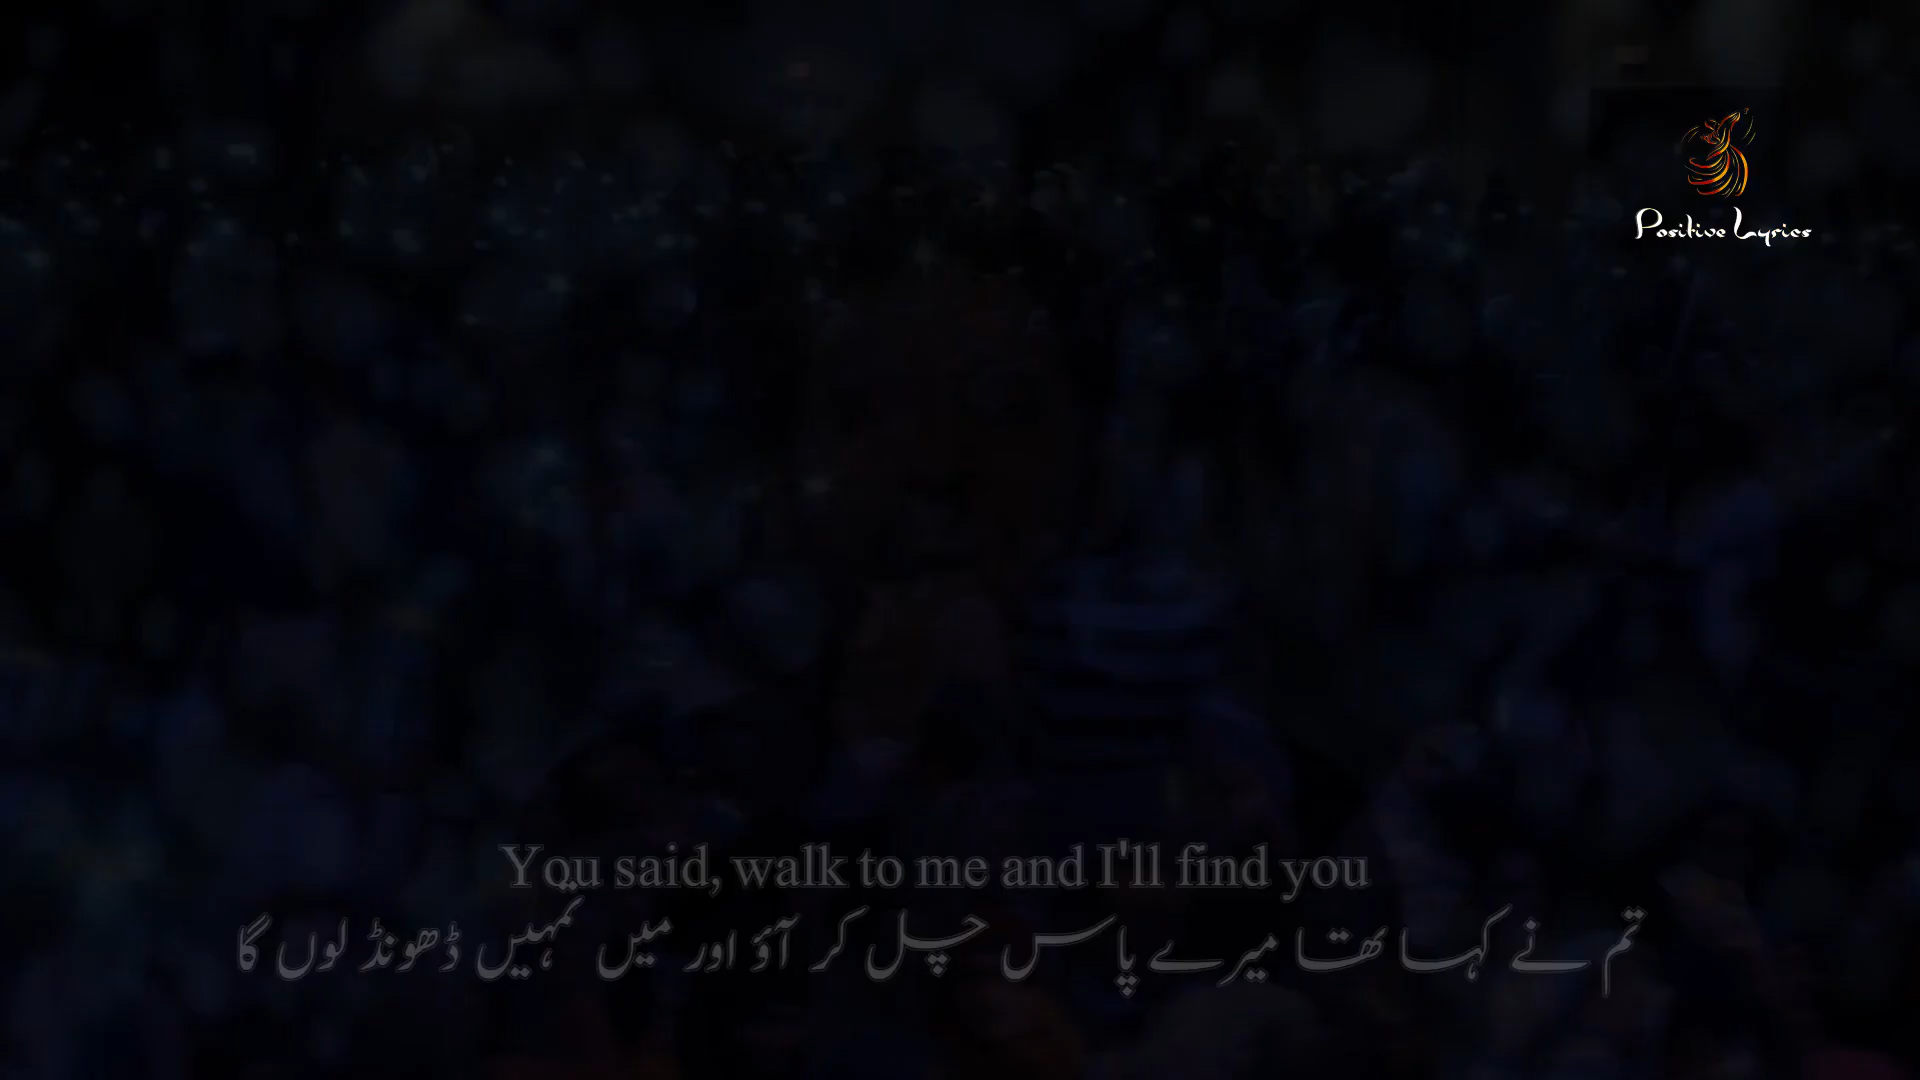 Positive Lyrics
You said, walk to me and I'll find you
تم نے کہا تھا میرے پاس چل کر آؤ اور میں تمہیں ڈھونڈ لوں گا